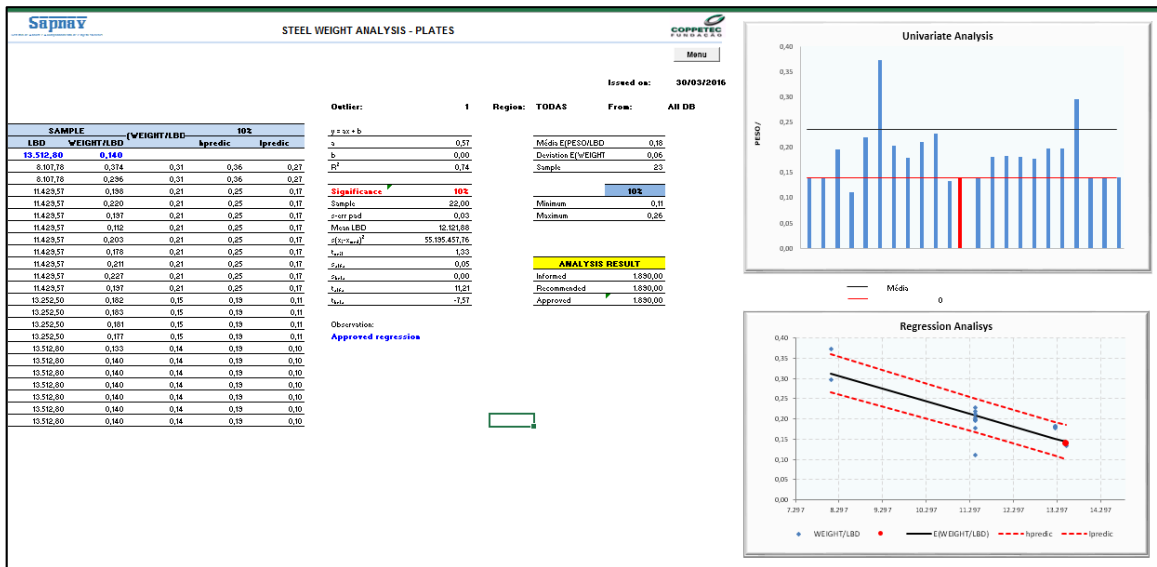 Sapnav
STEEL WEIGHT ANALYSIS - PLATES
COPPETEC
FUNDAÇÃO
Menu
Issued on: 30/03/2016
Outlier: 1 Region: TODAS From: All DB
SAMPLE (WEIGHT/LBD 10%
LBD WEIGHT/LBD hpredic lpredic
13.512,80 0,140
8.107,78 0,374 0,31 0,36 0,27
8.107,78 0,296 0,31 0,36 0,27
11.429,57 0,198 0,21 0,25 0,17
11.429,57 0,220 0,21 0,25 0,17
11.429,57 0,197 0,21 0,25 0,17
11.429,57 0,112 0,21 0,25 0,17
11.429,57 0,203 0,21 0,25 0,17
11.429,57 0,178 0,21 0,25 0,17
11.429,57 0,211 0,21 0,25 0,17
11.429,57 0,227 0,21 0,25 0,17
11.429,57 0,197 0,21 0,25 0,17
13.252,50 0,182 0,15 0,19 0,11
13.252,50 0,183 0,15 0,19 0,11
13.252,50 0,181 0,15 0,19 0,11
13.252,50 0,177 0,15 0,19 0,11
13.512,80 0,133 0,14 0,19 0,10
13.512,80 0,140 0,14 0,19 0,10
13.512,80 0,140 0,14 0,19 0,10
13.512,80 0,140 0,14 0,19 0,10
13.512,80 0,140 0,14 0,19 0,10
13.512,80 0,140 0,14 0,19 0,10
13.512,80 0,140 0,14 0,19 0,10
y = ax + b
a 0,57
b 0,00
R² 0,74
Significance 10%
Sample 22,00
s-err pad 0,03
Mean LBD 12.121,88
55.195.457,76
1,33
0,05
0,00
11,21
-7,57
Observation:
Approved regression
Média E(PESO/LBD 0,18
Deviation E(WEIGHT 0,06
Sample 23
10%
Minimum 0,11
Maximum 0,26
ANALYSIS RESULT
Informed 1.890,00
Recommended 1.890,00
Approved 1.890,00
Univariate Analysis
PESO/
0,40
0,35
0,30
0,25
0,20
0,15
0,10
0,05
0,00
Média
0
Regression Analisys
0,40
0,35
0,30
0,25
0,20
0,15
0,10
0,05
0,00
7.297 8.297 9.297 10.297 11.297 12.297 13.297 14.297
WEIGHT/LBD E(WEIGHT/LBD) hpredic lpredic